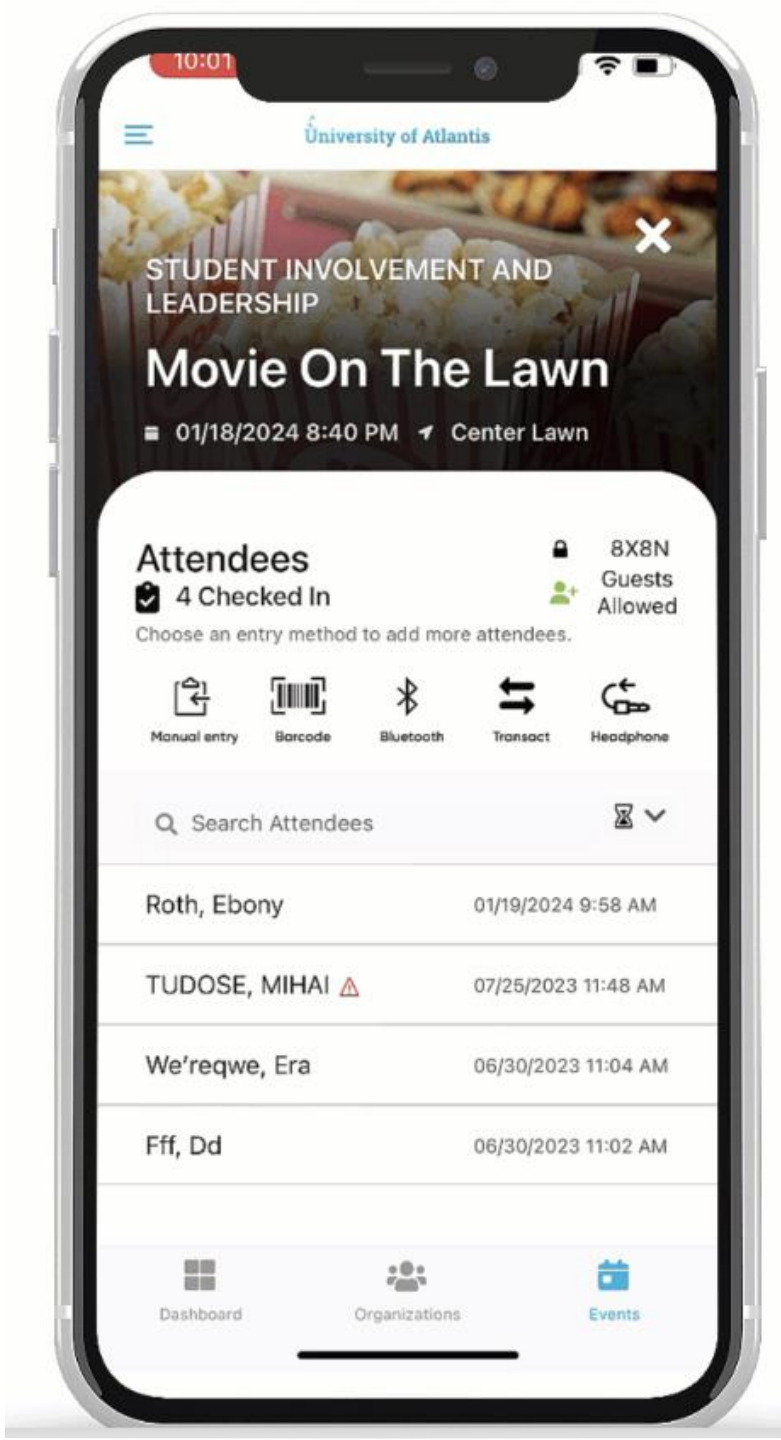 10:01
University of Atlantis
STUDENT INVOLVEMENT AND
LEADERSHIP
Movie On The Lawn
01/18/2024 8:40 PM Center Lawn
Attendees
4 Checked In
8X8N
Guests
Allowed
Choose an entry method to add more attendees.
Manual entry Barcode Bluetooth Transact Headphone
Search Attendees
Roth, Ebony 01/19/2024 9:58 AM
TUDOSE, MIHAI 07/25/2023 11:48 AM
We'reqwe, Era 06/30/2023 11:04 AM
Fff, Dd 06/30/2023 11:02 AM
Dashboard Organizations Events